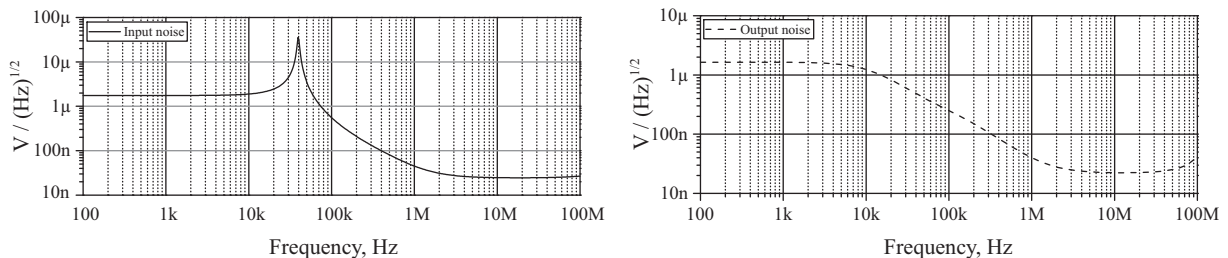 V / (Hz)^1/2
100µ
10µ
1µ
100n
10n
Input noise
100
1k
10k
100k
1M
10M
100M
Frequency, Hz
V / (Hz)^1/2
10µ
1µ
100n
10n
Output noise
100
1k
10k
100k
1M
10M
100M
Frequency, Hz